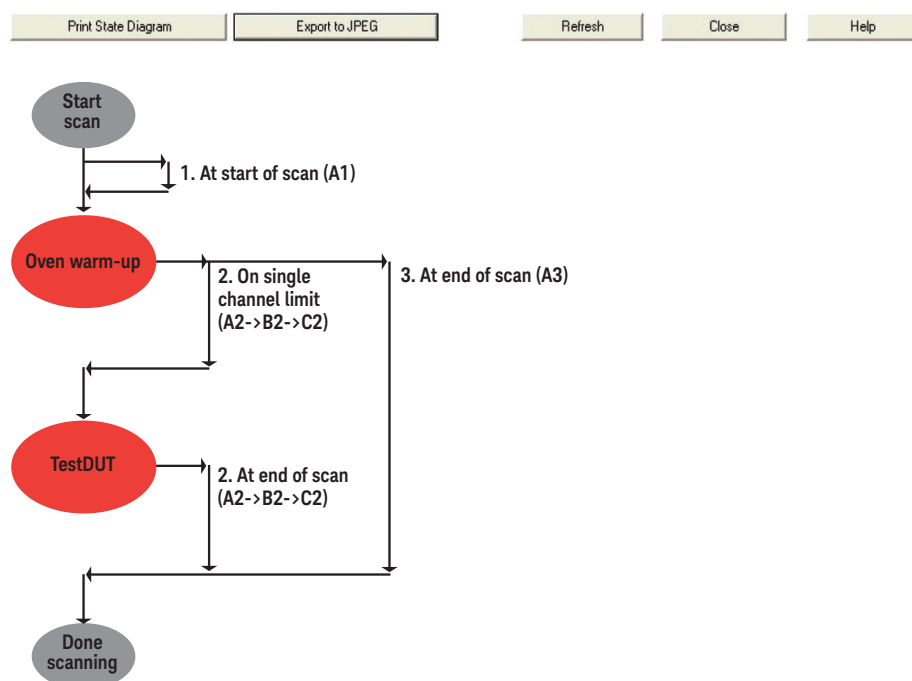 Print State Diagram
Export to JPEG
Refresh
Close
Help
Start
scan
1. At start of scan (A1)
Oven warm-up
2. On single
channel limit
(A2->B2->C2)
3. At end of scan (A3)
TestDUT
2. At end of scan
(A2->B2->C2)
Done
scanning